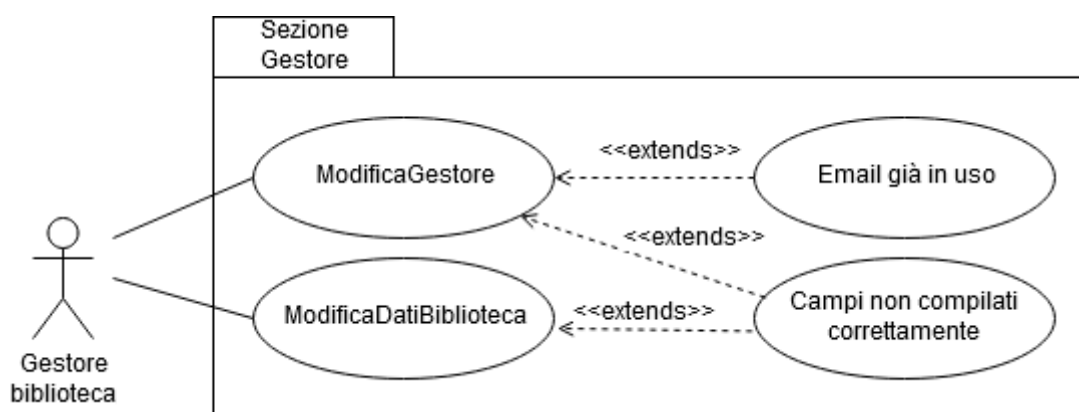 Sezione
Gestore
ModificaGestore
<<extends>>
Email già in uso
<<extends>>
ModificaDatiBiblioteca
<<extends>>
Campi non compilati
correttamente
Gestore
biblioteca